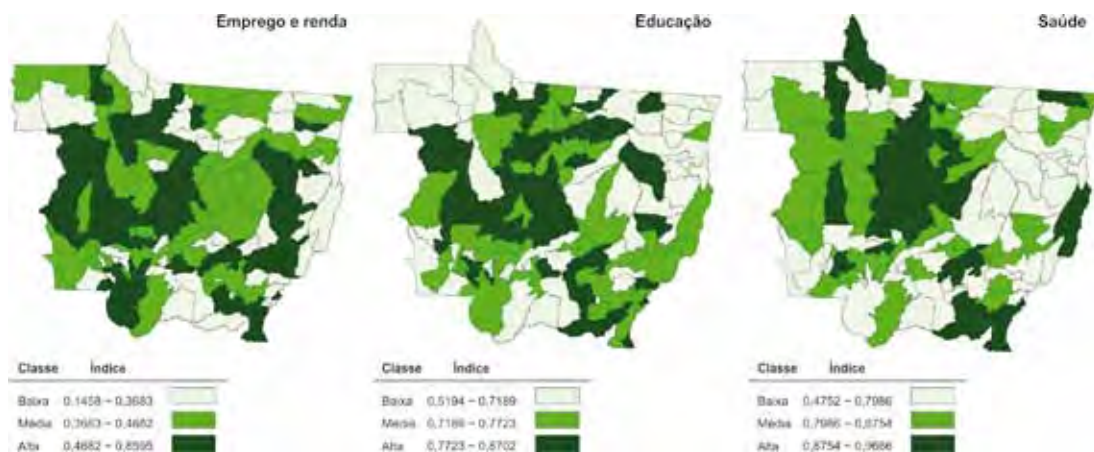 Emprego e renda
Educação
Saúde
Classe Índice
Baixa 0,1458 – 0,3683
Média 0,3683 – 0,4682
Alta 0,4682 – 0,8595
Classe Índice
Baixa 0,5194 – 0,7189
Média 0,7189 – 0,7723
Alta 0,7723 – 0,8702
Classe Índice
Baixa 0,4752 – 0,7986
Média 0,7986 – 0,8754
Alta 0,8754 – 0,9666